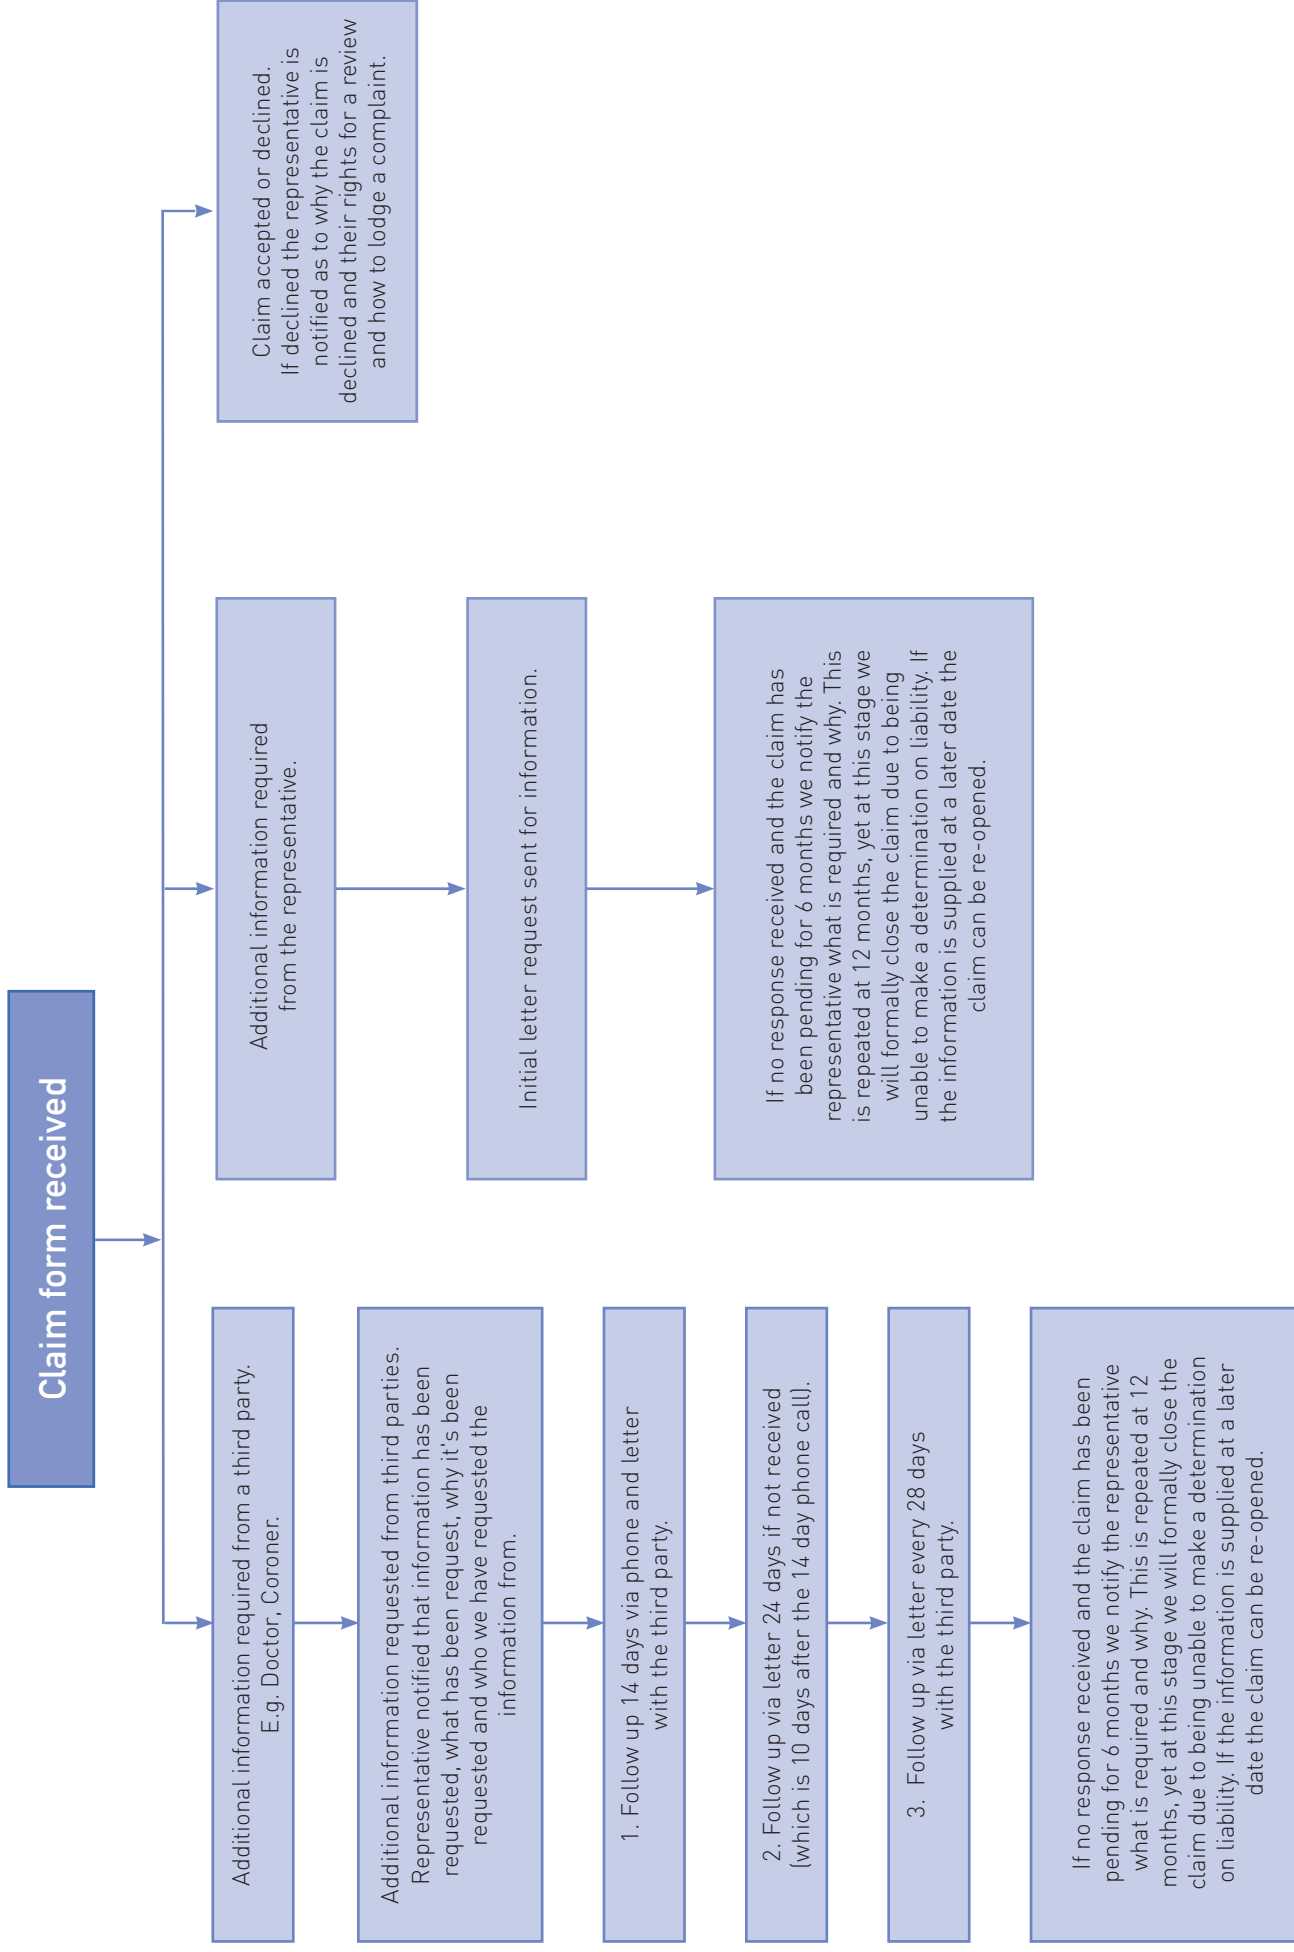 Claim form received
Additional information required from a third party.
E.g. Doctor, Coroner.
Additional information requested from third parties.
Representative notified that information has been
requested, what has been request, why it's been
requested and who we have requested the
information from.
1. Follow up 14 days via phone and letter
with the third party.
2. Follow up via letter 24 days if not received
(which is 10 days after the 14 day phone call).
3. Follow up via letter every 28 days
with the third party.
If no response received and the claim has been
pending for 6 months we notify the representative
what is required and why. This is repeated at 12
months, yet at this stage we will formally close the
claim due to being unable to make a determination
on liability. If the information is supplied at a later
date the claim can be re-opened.
Additional information required
from the representative.
Initial letter request sent for information.
If no response received and the claim has
been pending for 6 months we notify the
representative what is required and why. This
is repeated at 12 months, yet at this stage we
will formally close the claim due to being
unable to make a determination on liability. If
the information is supplied at a later date the
claim can be re-opened.
Claim accepted or declined.
If declined the representative is
notified as to why the claim is
declined and their rights for a review
and how to lodge a complaint.